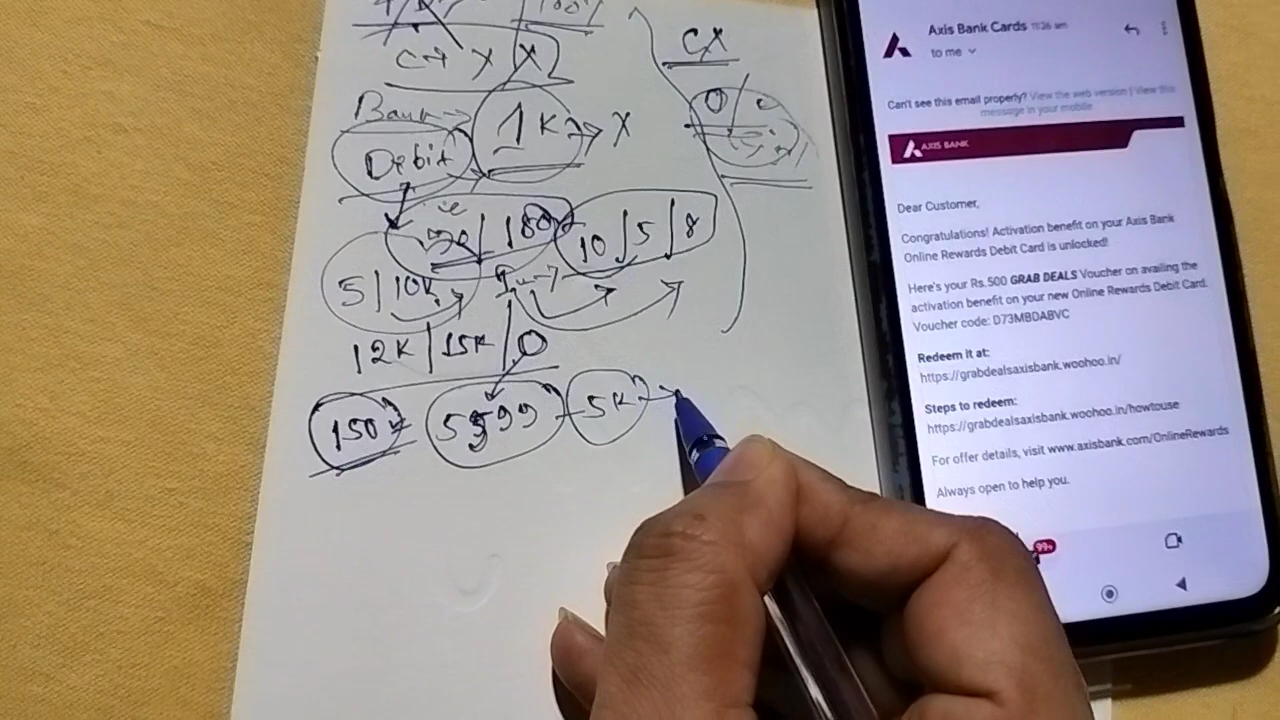 CX
Bank
1K
X
Debit
180
10 | 5 | 8
5 | 10K
12K | 15K | 0
150
5999
5K
Axis Bank Cards 11:26 am
to me
Can't see this email properly? View the web version | View this
message in your mobile
AXIS BANK
Dear Customer,
Congratulations! Activation benefit on your Axis Bank
Online Rewards Debit Card is unlocked!
Here's your Rs.500 GRAB DEALS Voucher on availing the
activation benefit on your new Online Rewards Debit Card.
Voucher code: D73MBDABVC
Redeem it at:
https://grabdealsaxisbank.woohoo.in/
Steps to redeem:
https://grabdealsaxisbank.woohoo.in/howtouse
For offer details, visit www.axisbank.com/OnlineRewards
Always open to help you.
99+